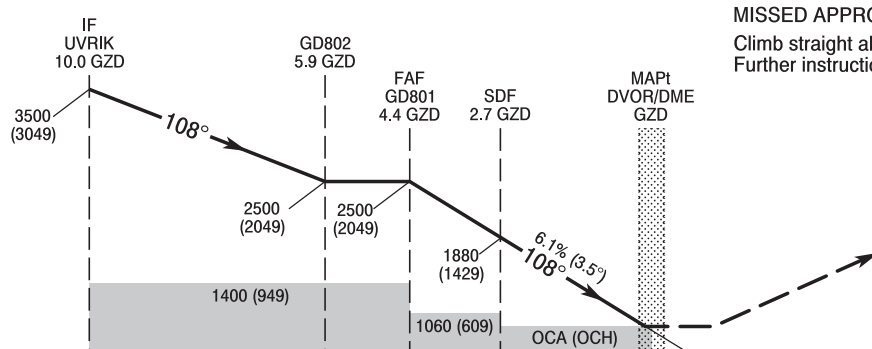 MISSED APPRO
Climb straight al
Further instructio
IF
UVRIK
10.0 GZD
GD802
5.9 GZD
FAF
GD801
4.4 GZD
SDF
2.7 GZD
MAPt
DVOR/DME
GZD
3500
(3049)
108°
2500
(2049)
2500
(2049)
1880
(1429)
6.1% (3.5°)
108°
1400 (949)
1060 (609)
OCA (OCH)